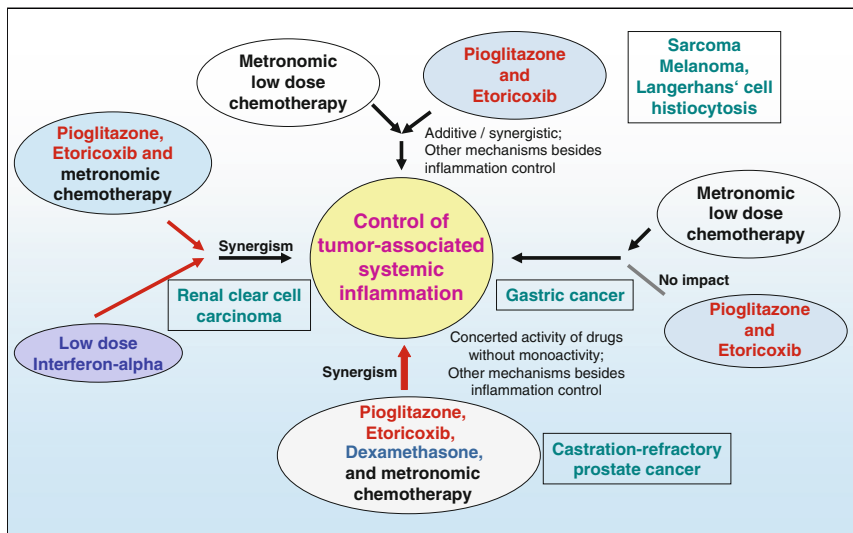 Metronomic
low dose
chemotherapy
Pioglitazone
and
Etoricoxib
Sarcoma
Melanoma,
Langerhans‘ cell
histiocytosis
Additive / synergistic;
Other mechanisms besides
inflammation control
Pioglitazone,
Etoricoxib and
metronomic
chemotherapy
Synergism
Renal clear cell
carcinoma
Low dose
Interferon-alpha
Control of
tumor-associated
systemic
inflammation
Metronomic
low dose
chemotherapy
No impact
Gastric cancer
Pioglitazone
and
Etoricoxib
Synergism
Concerted activity of drugs
without monoactivity;
Other mechanisms besides
inflammation control
Pioglitazone,
Etoricoxib,
Dexamethasone,
and metronomic
chemotherapy
Castration-refractory
prostate cancer